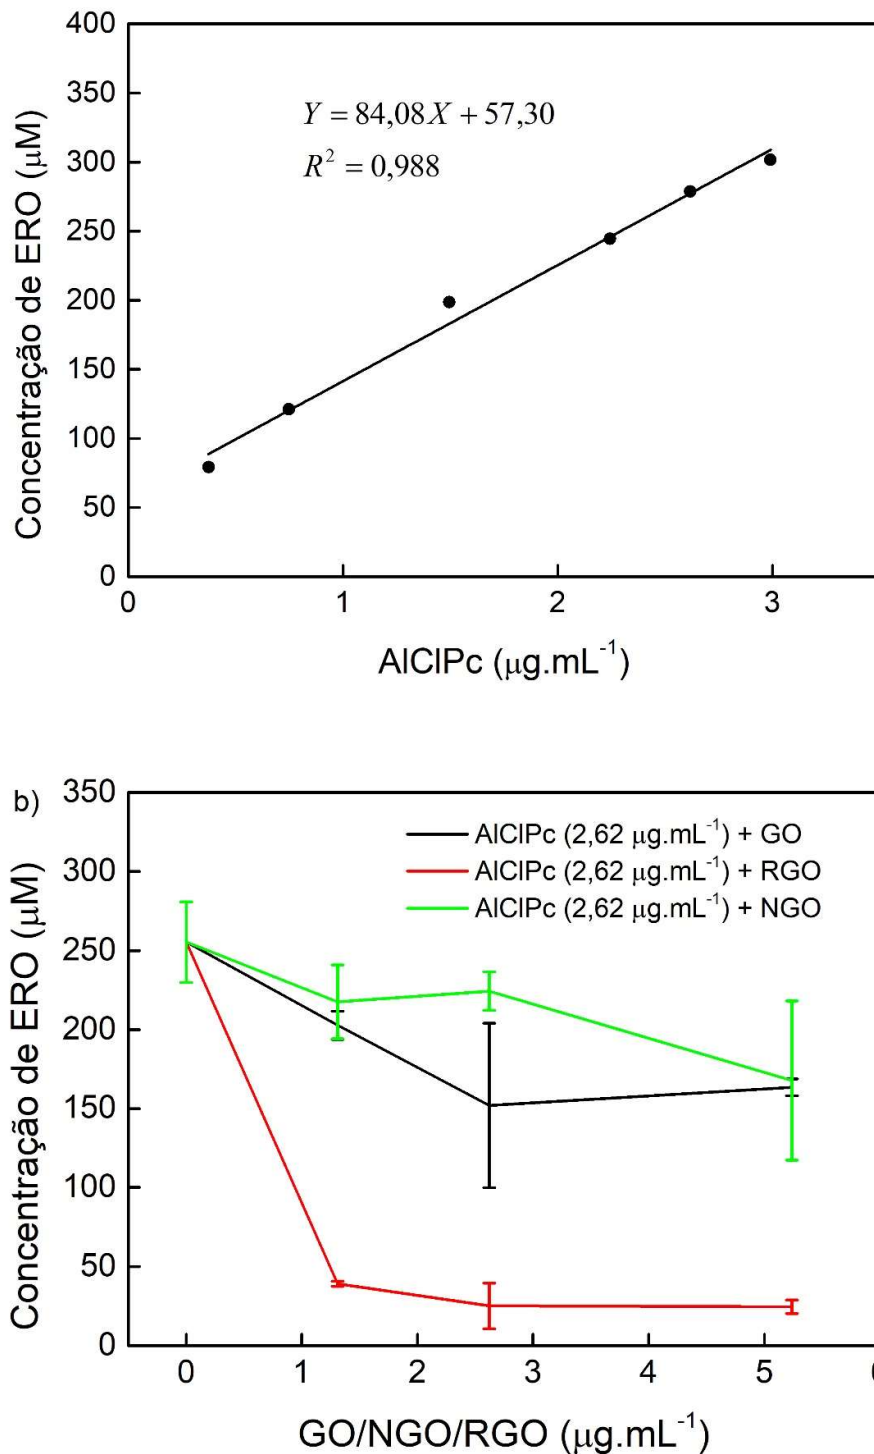 400
350
300
250
200
150
100
50
0
Concentração de ERO (μM)
Y = 84,08X + 57,30
R² = 0,988
0 1 2 3
AlClPc (μg.mL⁻¹)
b)
350
300
250
200
150
100
50
0
Concentração de ERO (μM)
AlClPc (2,62 μg.mL⁻¹) + GO
AlClPc (2,62 μg.mL⁻¹) + RGO
AlClPc (2,62 μg.mL⁻¹) + NGO
0 1 2 3 4 5 6
GO/NGO/RGO (μg.mL⁻¹)